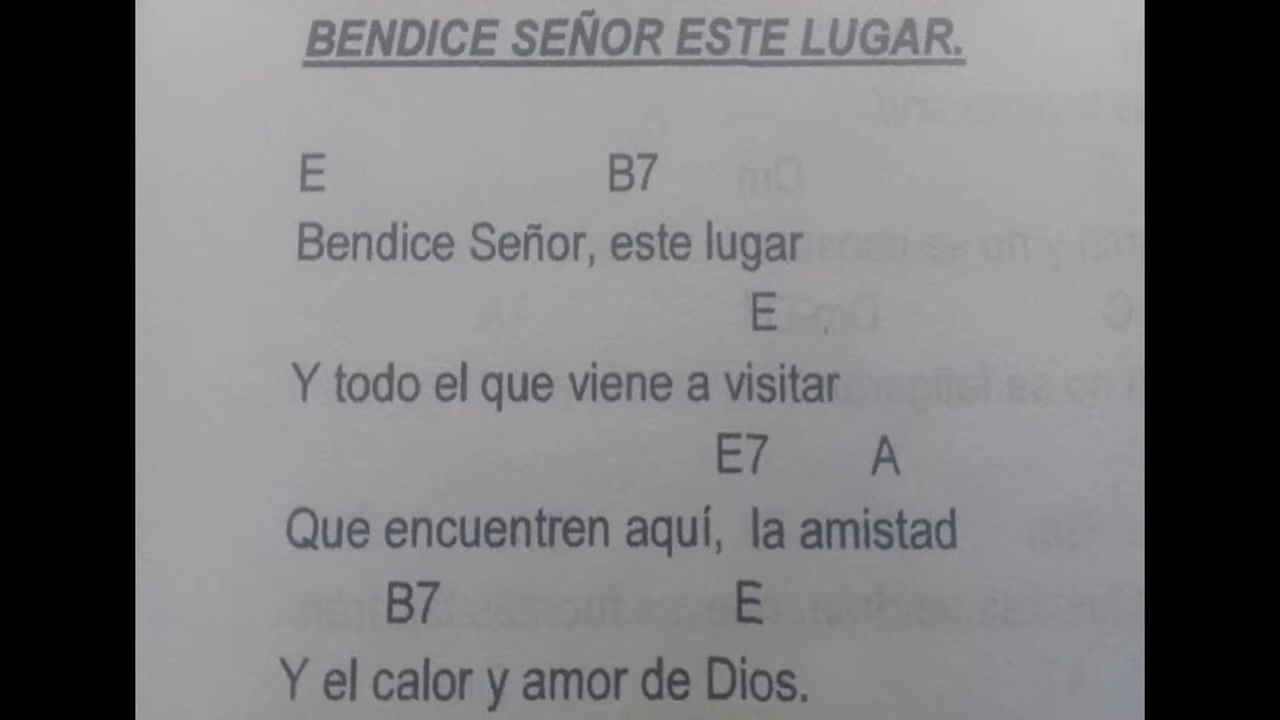 BENDICE SEÑOR ESTE LUGAR.
E B7
Bendice Señor, este lugar
E
Y todo el que viene a visitar
E7 A
Que encuentren aquí, la amistad
B7 E
Y el calor y amor de Dios.